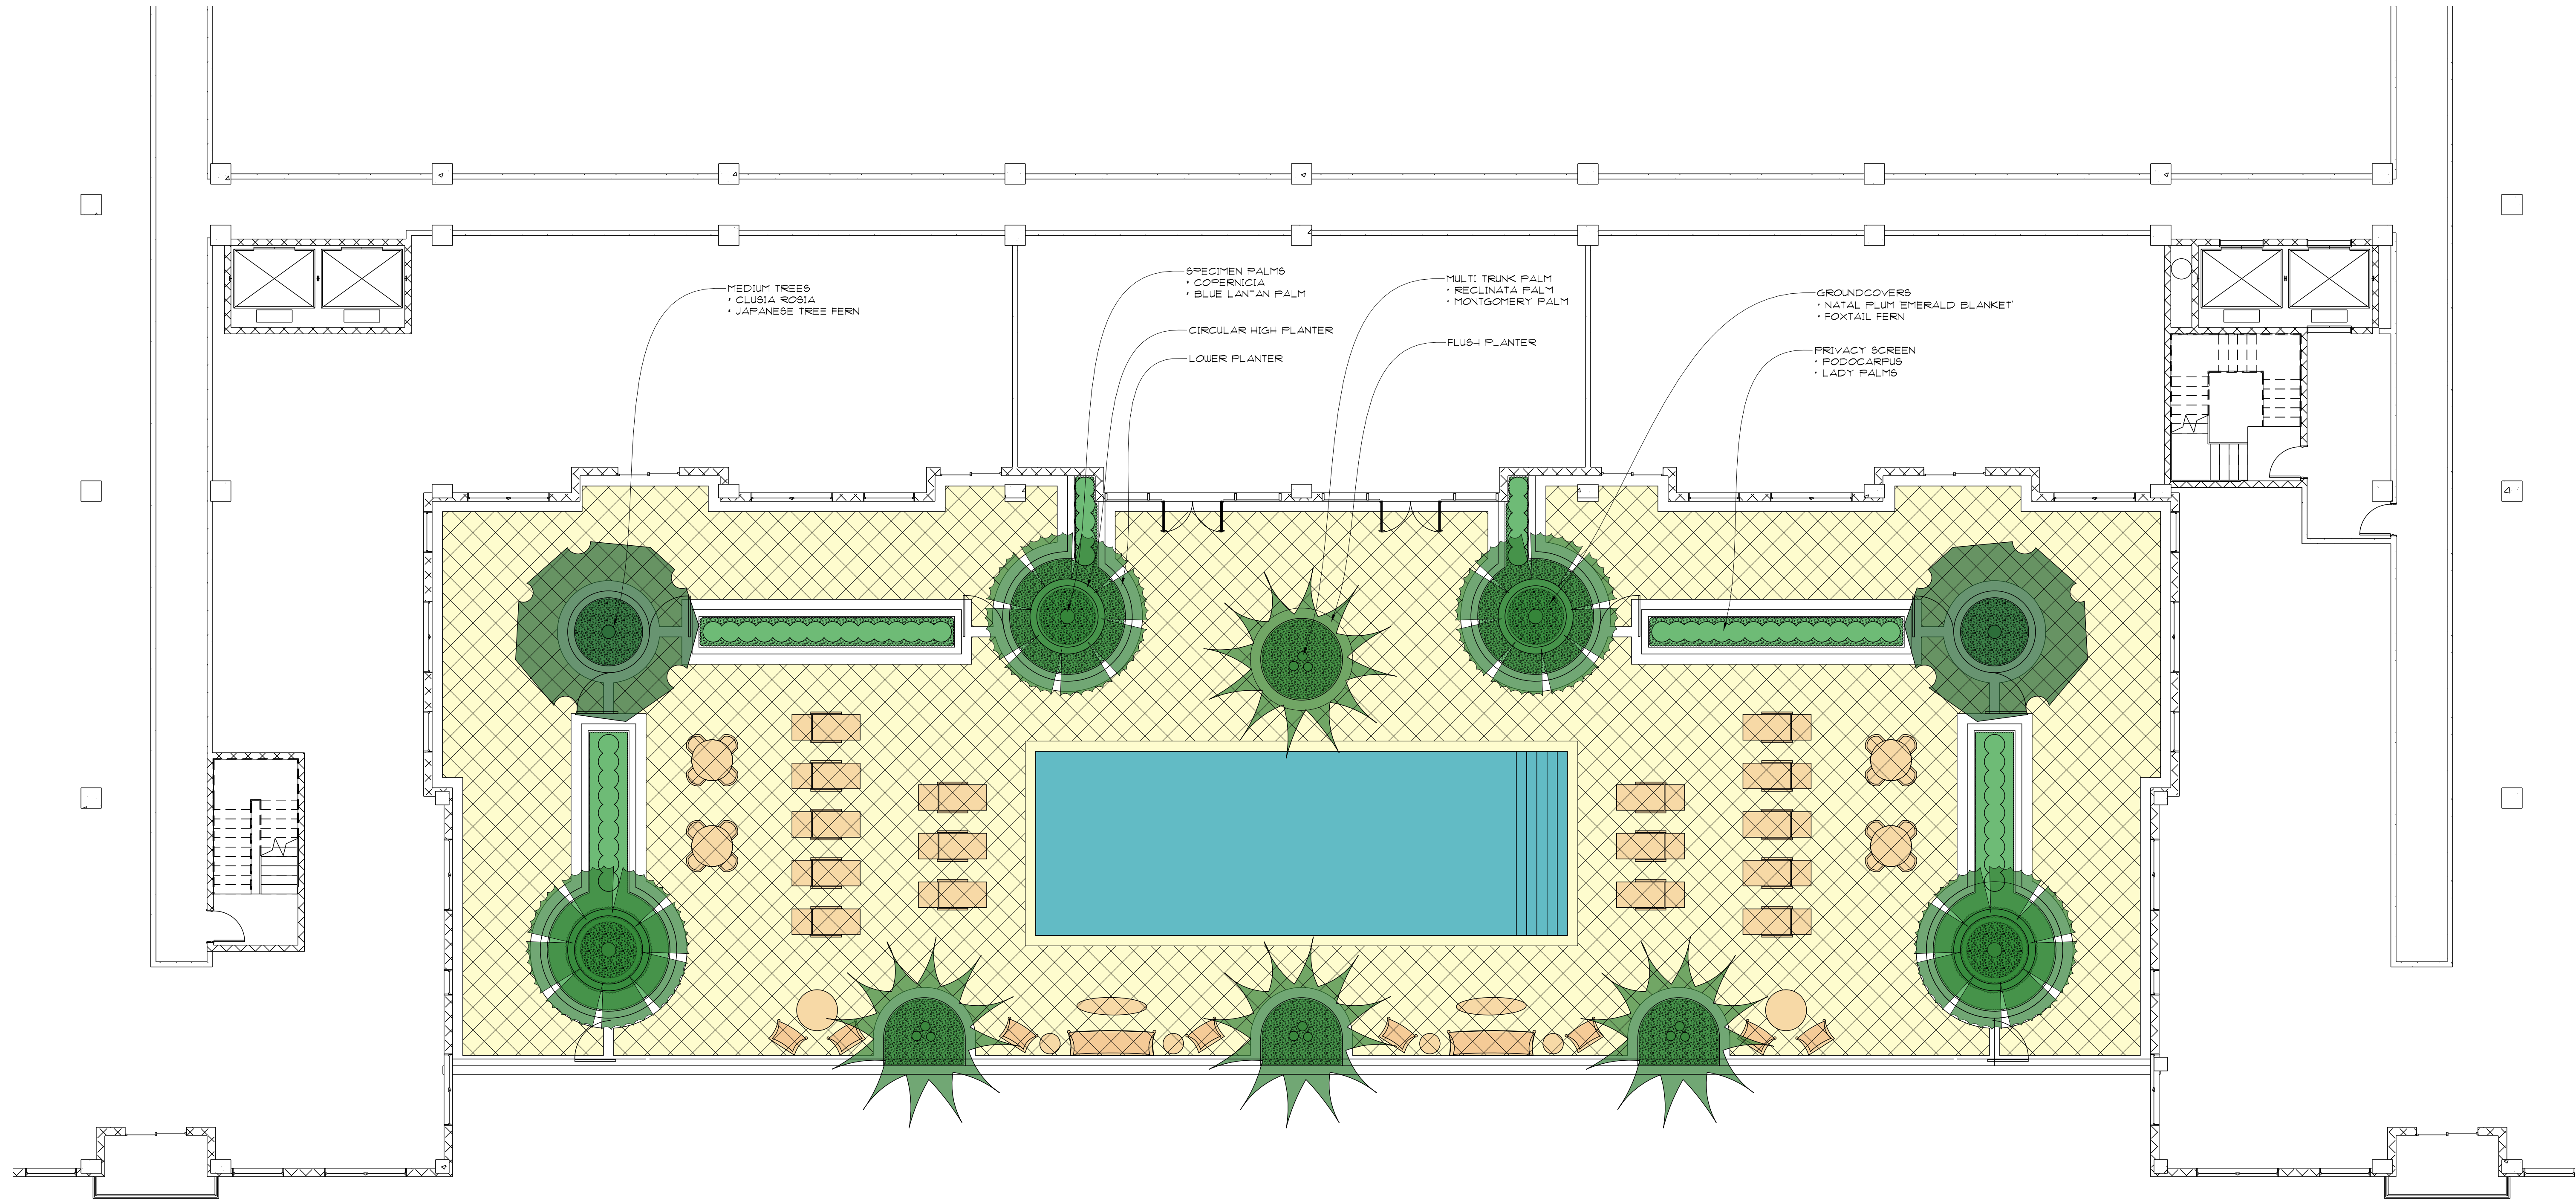 MEDIUM TREES
• CLUSIA ROSIA
• JAPANESE TREE FERN
SPECIMEN PALMS
• COPERNICIA
• BLUE LANTAN PALM
CIRCULAR HIGH PLANTER
LOWER PLANTER
MULTI TRUNK PALM
• RECLINATA PALM
• MONTGOMERY PALM
FLUSH PLANTER
GROUNDCOVERS
• NATAL PLUM 'EMERALD BLANKET'
• FOXTAIL FERN
PRIVACY SCREEN
• PODOCARPUS
• LADY PALMS